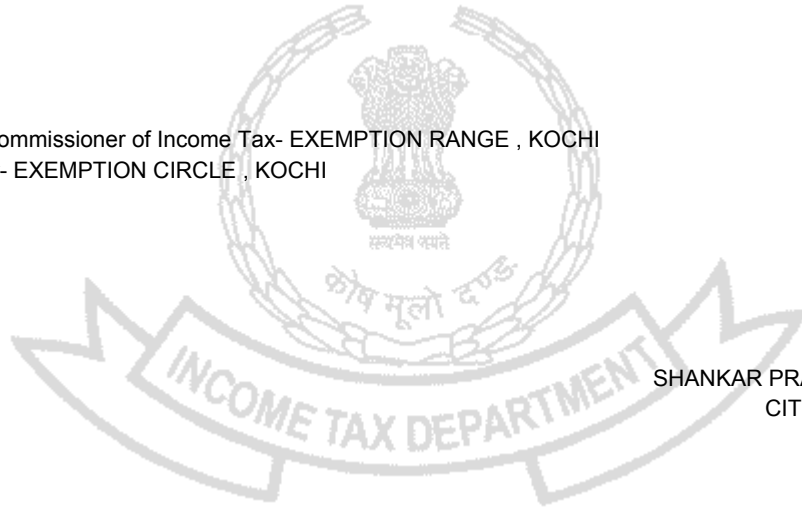 ommissioner of Income Tax- EXEMPTION RANGE , KOCHI
- EXEMPTION CIRCLE , KOCHI
सत्यमेव जयते
कोष मूलो दण्डः
INCOME TAX DEPARTMENT
SHANKAR PRA
CIT